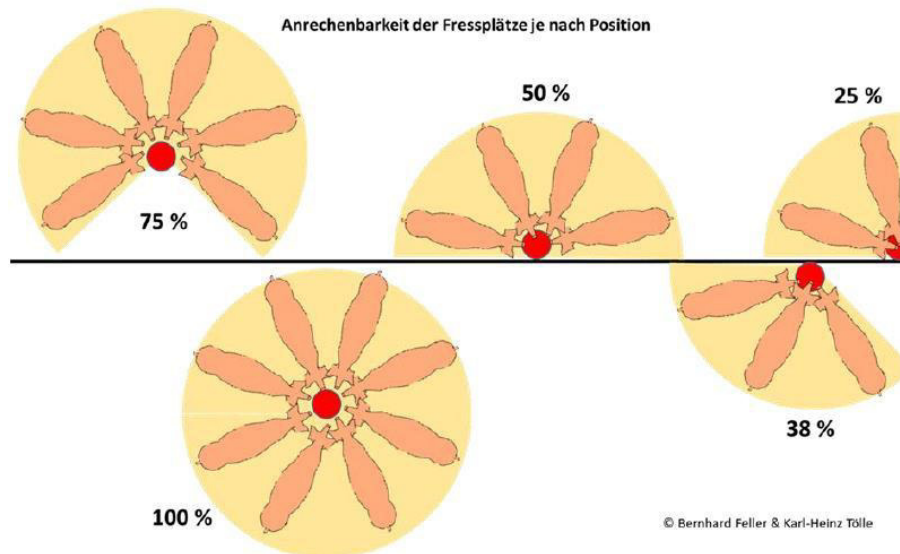 Anrechenbarkeit der Fressplätze je nach Position
50 %
25 %
75 %
38 %
100 %
© Bernhard Feller & Karl-Heinz Tölle